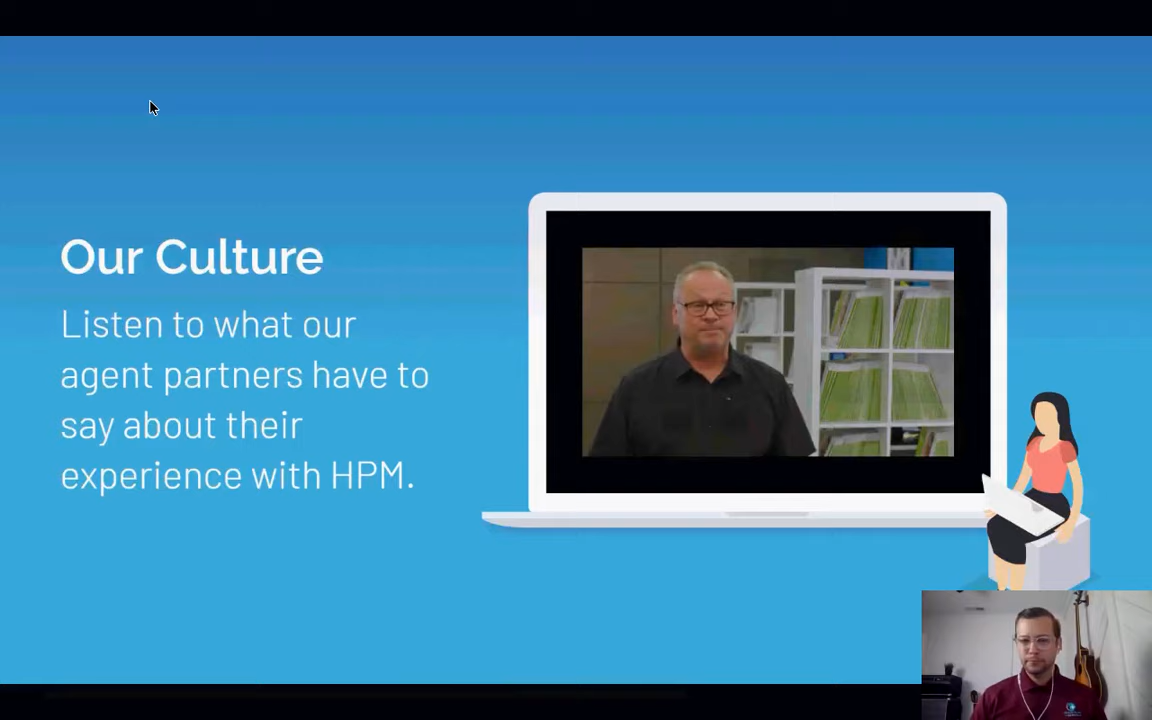 Our Culture
Listen to what our
agent partners have to
say about their
experience with HPM.